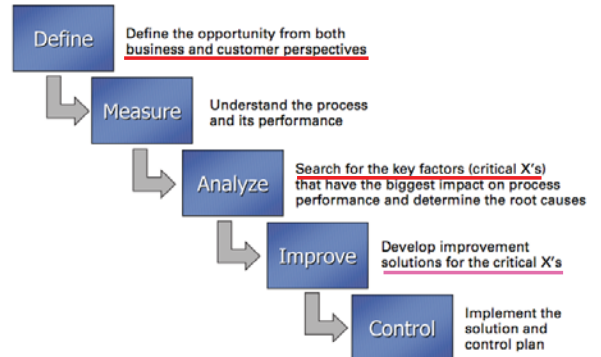 Define
Define the opportunity from both
business and customer perspectives
Measure
Understand the process
and its performance
Analyze
Search for the key factors (critical X's)
that have the biggest impact on process
performance and determine the root causes
Improve
Develop improvement
solutions for the critical X's
Control
Implement the
solution and
control plan